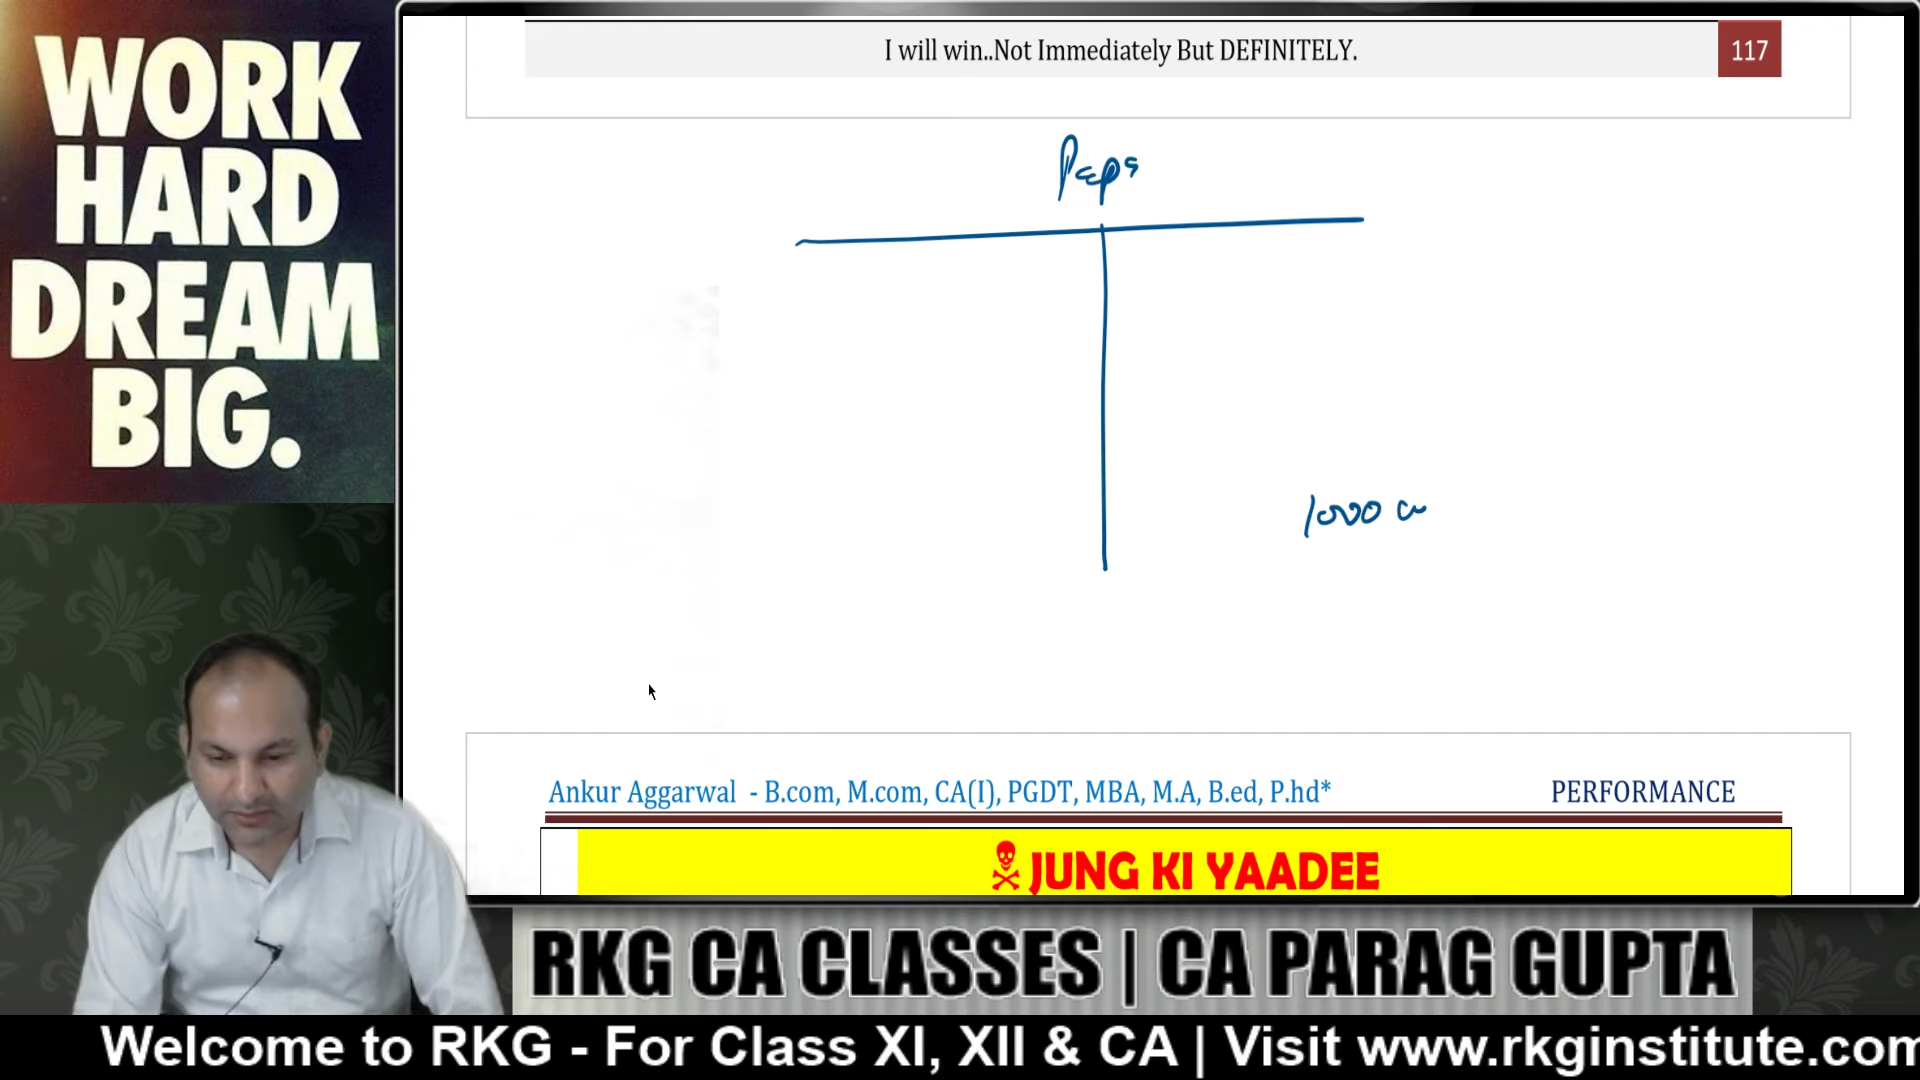 WORK
HARD
DREAM
BIG.
I will win..Not Immediately But DEFINITELY.
117
1000
Ankur Aggarwal - B.com, M.com, CA(I), PGDT, MBA, M.A, B.ed, P.hd*
PERFORMANCE
JUNG KI YAADEE
RKG CA CLASSES | CA PARAG GUPTA
Welcome to RKG - For Class XI, XII & CA | Visit www.rkginstitute.com